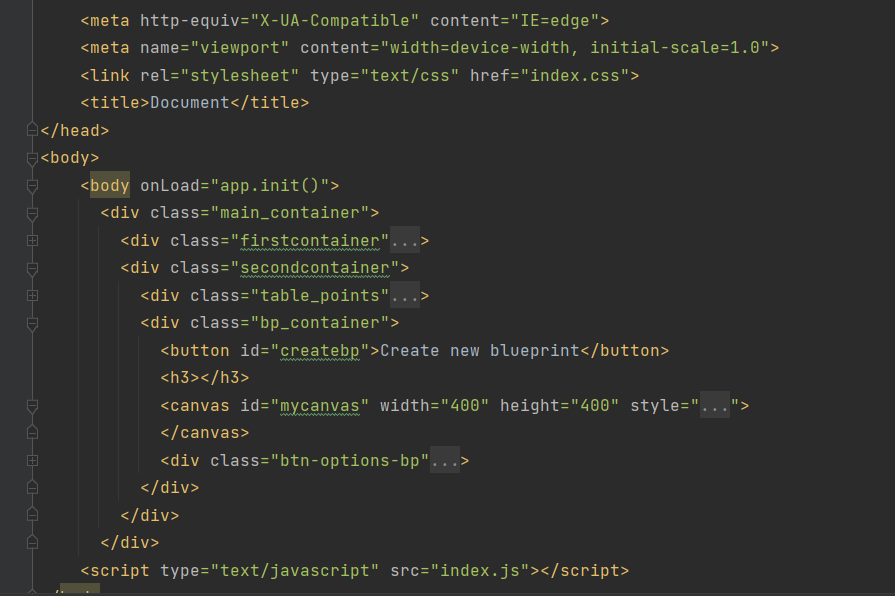 <meta http-equiv="X-UA-Compatible" content="IE=edge">
<meta name="viewport" content="width=device-width, initial-scale=1.0">
<link rel="stylesheet" type="text/css" href="index.css">
<title>Document</title>
</head>
<body>
<body onLoad="app.init()">
<div class="main_container">
<div class="firstcontainer"...>
<div class="secondcontainer">
<div class="table_points"...>
<div class="bp_container">
<button id="createbp">Create new blueprint</button>
<h3></h3>
<canvas id="mycanvas" width="400" height="400" style="...">
</canvas>
<div class="btn-options-bp"...>
</div>
</div>
</div>
<script type="text/javascript" src="index.js"></script>